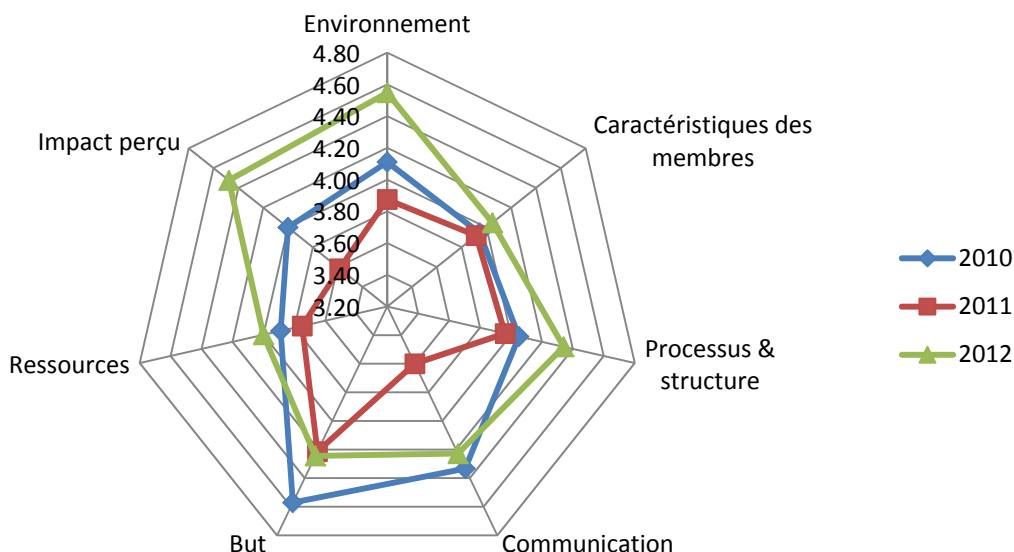 Environnement
4.80
4.60
4.40
4.20
4.00
3.80
3.60
3.40
3.20
Caractéristiques des
membres
Processus &
structure
Communication
But
Ressources
Impact perçu
2010
2011
2012